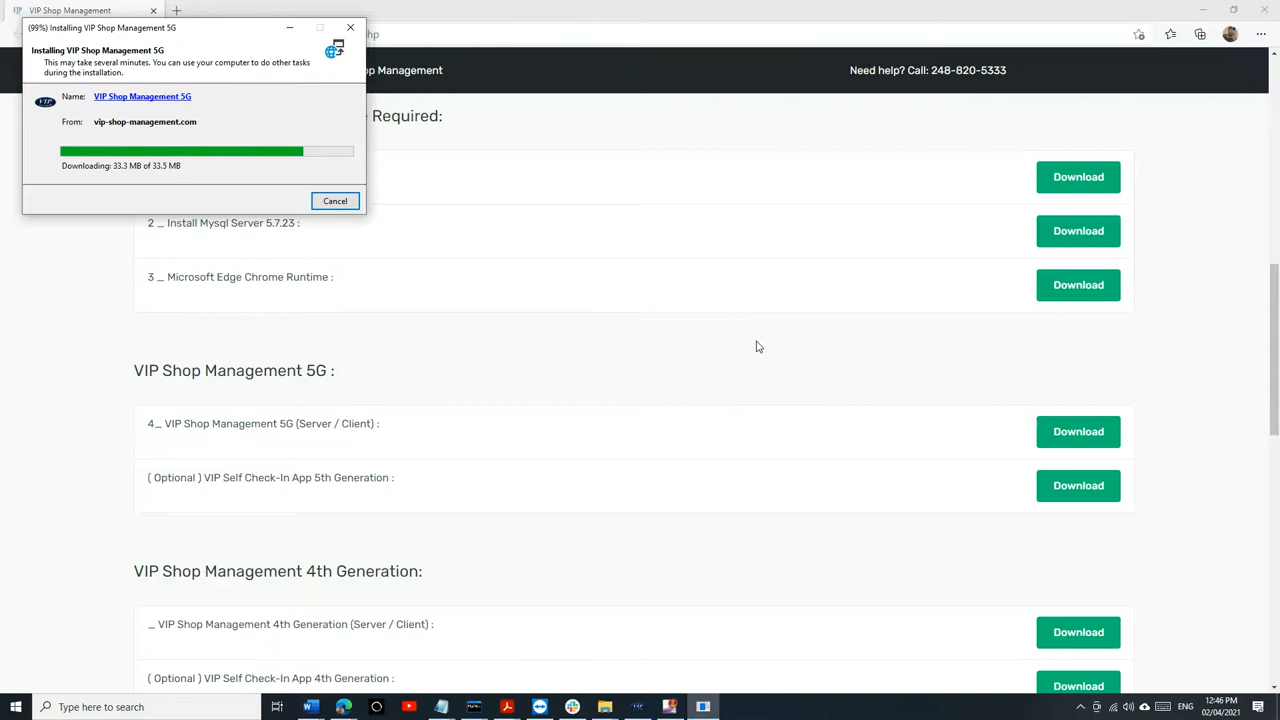 VIP Shop Management
(99%) Installing VIP Shop Management 5G
Installing VIP Shop Management 5G
This may take several minutes. You can use your computer to do other tasks
during the installation.
VIP
Name: VIP Shop Management 5G
From: vip-shop-management.com
Downloading: 33.3 MB of 33.5 MB
Cancel
hp
op Management
Need help? Call: 248-820-5333
e Required:
Download
2 _ Install Mysql Server 5.7.23 :
Download
3 _ Microsoft Edge Chrome Runtime :
Download
VIP Shop Management 5G :
4_ VIP Shop Management 5G (Server / Client) :
Download
( Optional ) VIP Self Check-In App 5th Generation :
Download
VIP Shop Management 4th Generation:
_ VIP Shop Management 4th Generation (Server / Client) :
Download
( Optional ) VIP Self Check-In App 4th Generation :
Download
Type here to search
ENG
12:46 PM
02/04/2021